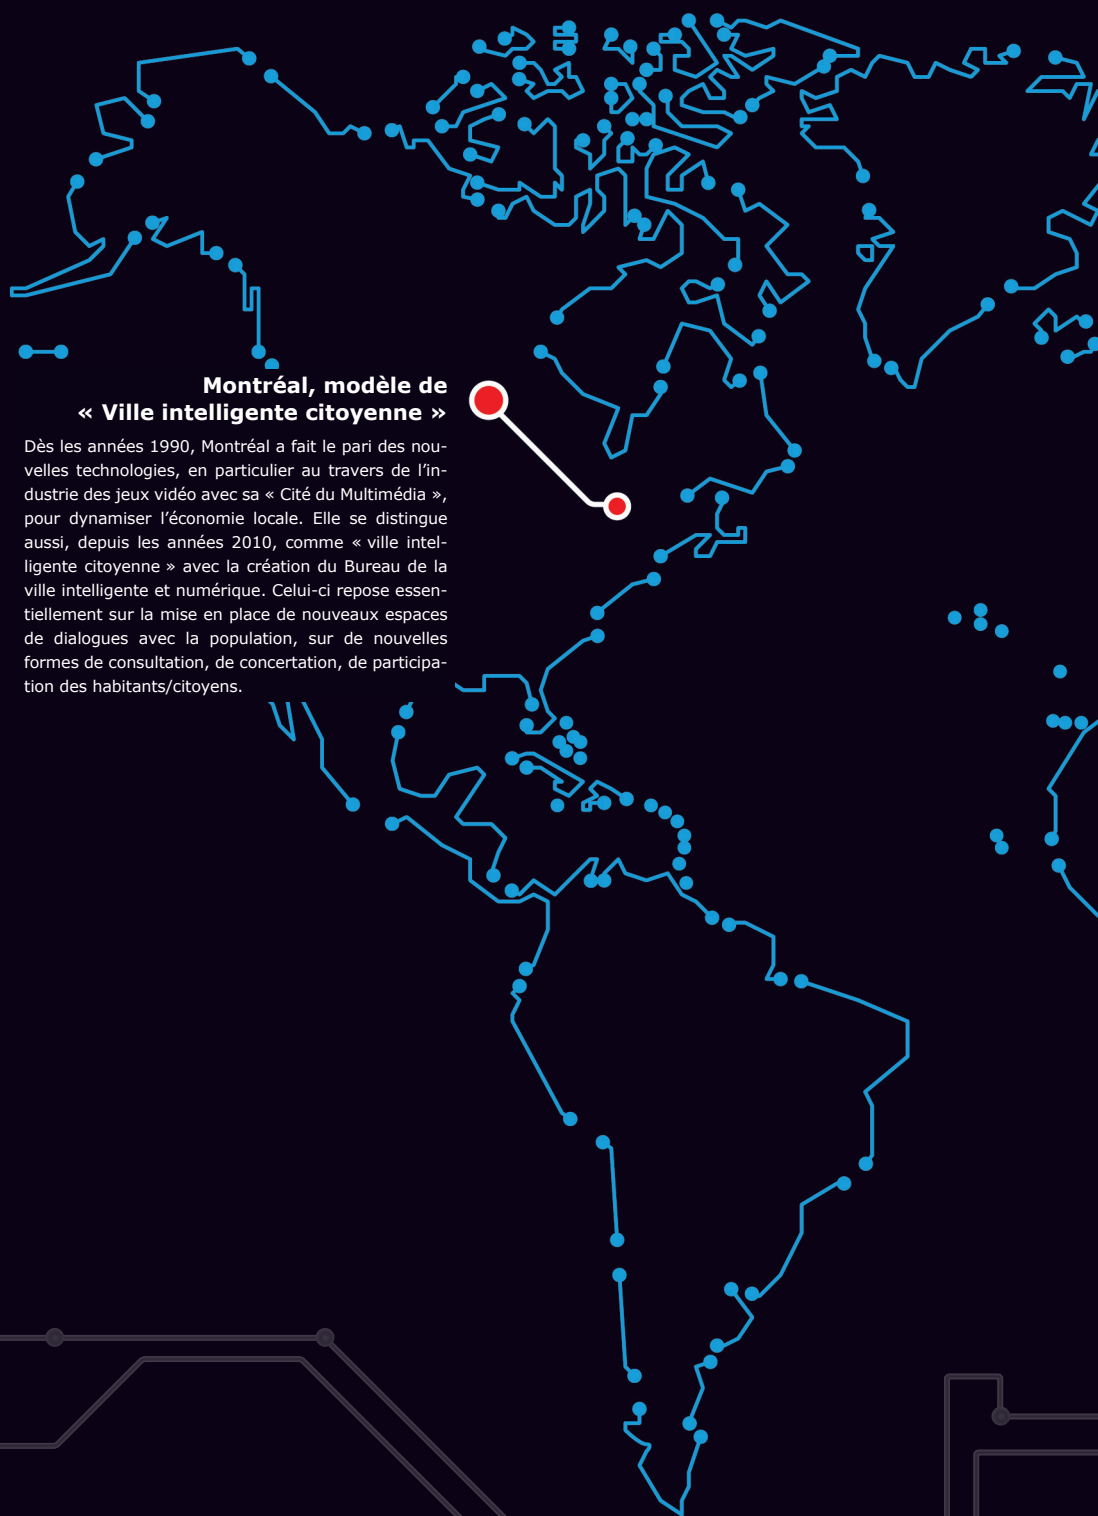 Montréal, modèle de
« Ville intelligente citoyenne »
Dès les années 1990, Montréal a fait le pari des nou-
velles technologies, en particulier au travers de l'in-
dustrie des jeux vidéo avec sa « Cité du Multimédia »,
pour dynamiser l'économie locale. Elle se distingue
aussi, depuis les années 2010, comme « ville intel-
ligente citoyenne » avec la création du Bureau de la
ville intelligente et numérique. Celui-ci repose essen-
tiellement sur la mise en place de nouveaux espaces
de dialogues avec la population, sur de nouvelles
formes de consultation, de concertation, de participa-
tion des habitants/citoyens.